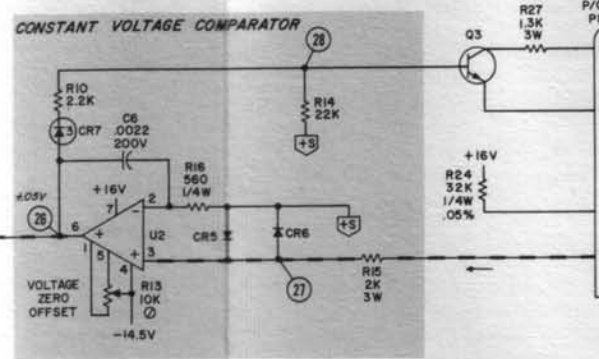 CONSTANT VOLTAGE COMPARATOR
28
R27
1.3K
3W
P/O
Q3
R10
2.2K
CR7
3
C6
.0022
200V
R14
22K
+S
+16V
R24
32K
1/4W
.05%
+.05V
26
+16V
7
6
2
-
R16
560
1/4W
U2
+
1
5
4
+
3
CR5
CR6
+S
27
R15
2K
3W
VOLTAGE
ZERO
OFFSET
R13
10K
∅
-14.5V